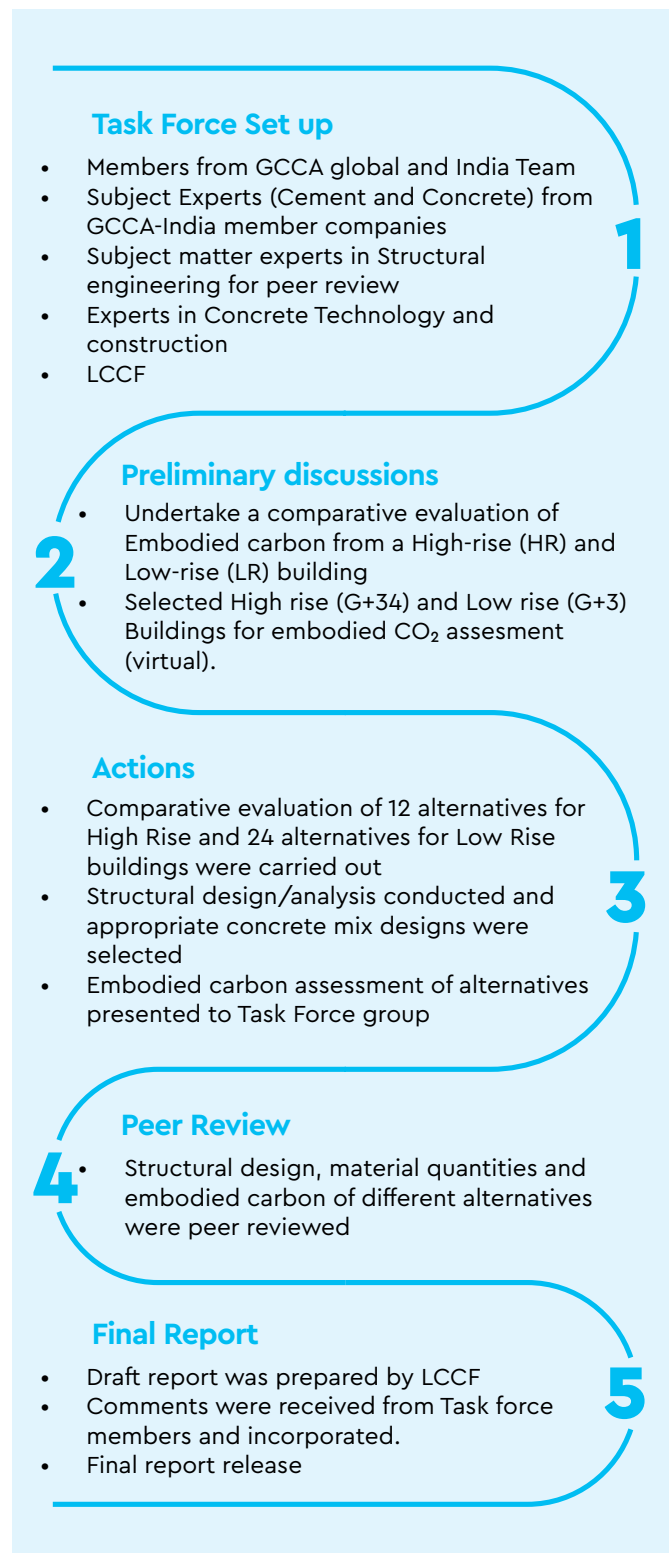 Task Force Set up
• Members from GCCA global and India Team
• Subject Experts (Cement and Concrete) from
GCCA-India member companies
• Subject matter experts in Structural
engineering for peer review
• Experts in Concrete Technology and
construction
• LCCF
1
Preliminary discussions
• Undertake a comparative evaluation of
Embodied carbon from a High-rise (HR) and
Low-rise (LR) building
• Selected High rise (G+34) and Low rise (G+3)
Buildings for embodied CO₂ assesment
(virtual).
2
Actions
• Comparative evaluation of 12 alternatives for
High Rise and 24 alternatives for Low Rise
buildings were carried out
• Structural design/analysis conducted and
appropriate concrete mix designs were
selected
• Embodied carbon assessment of alternatives
presented to Task Force group
3
Peer Review
• Structural design, material quantities and
embodied carbon of different alternatives
were peer reviewed
4
Final Report
• Draft report was prepared by LCCF
• Comments were received from Task force
members and incorporated.
• Final report release
5